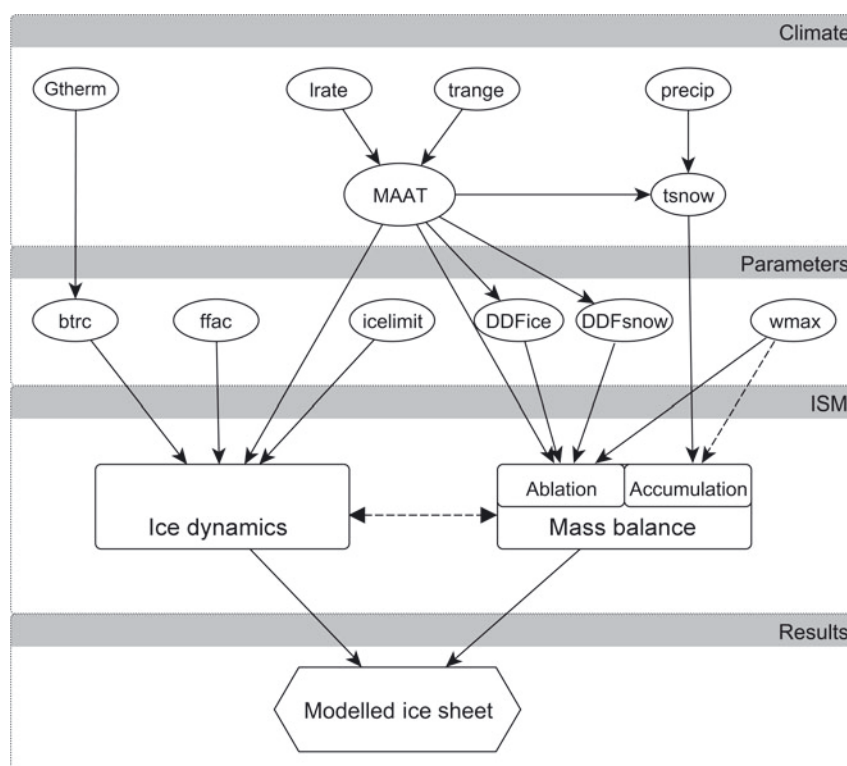 Climate
Gtherm
lrate
trange
precip
MAAT
tsnow
Parameters
btrc
ffac
icelimit
DDFice
DDFsnow
wmax
ISM
Ablation
Accumulation
Ice dynamics
Mass balance
Results
Modelled ice sheet